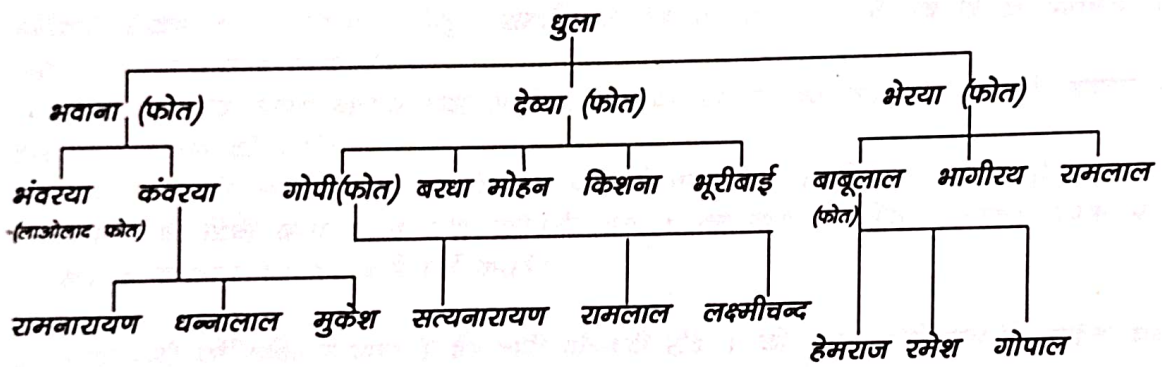 धुला
भवाना (फोत) देव्या (फोत) भेरया (फोत)
भंवरया कंवरया गोपी(फोत) बरधा मोहन किशना भूरीबाई बाबूलाल भागीरथ रामलाल
(लाओलाद फोत) (फोत)
रामनारायण धन्नालाल मुकेश सत्यनारायण रामलाल लक्ष्मीचन्द
हेमराज रमेश गोपाल